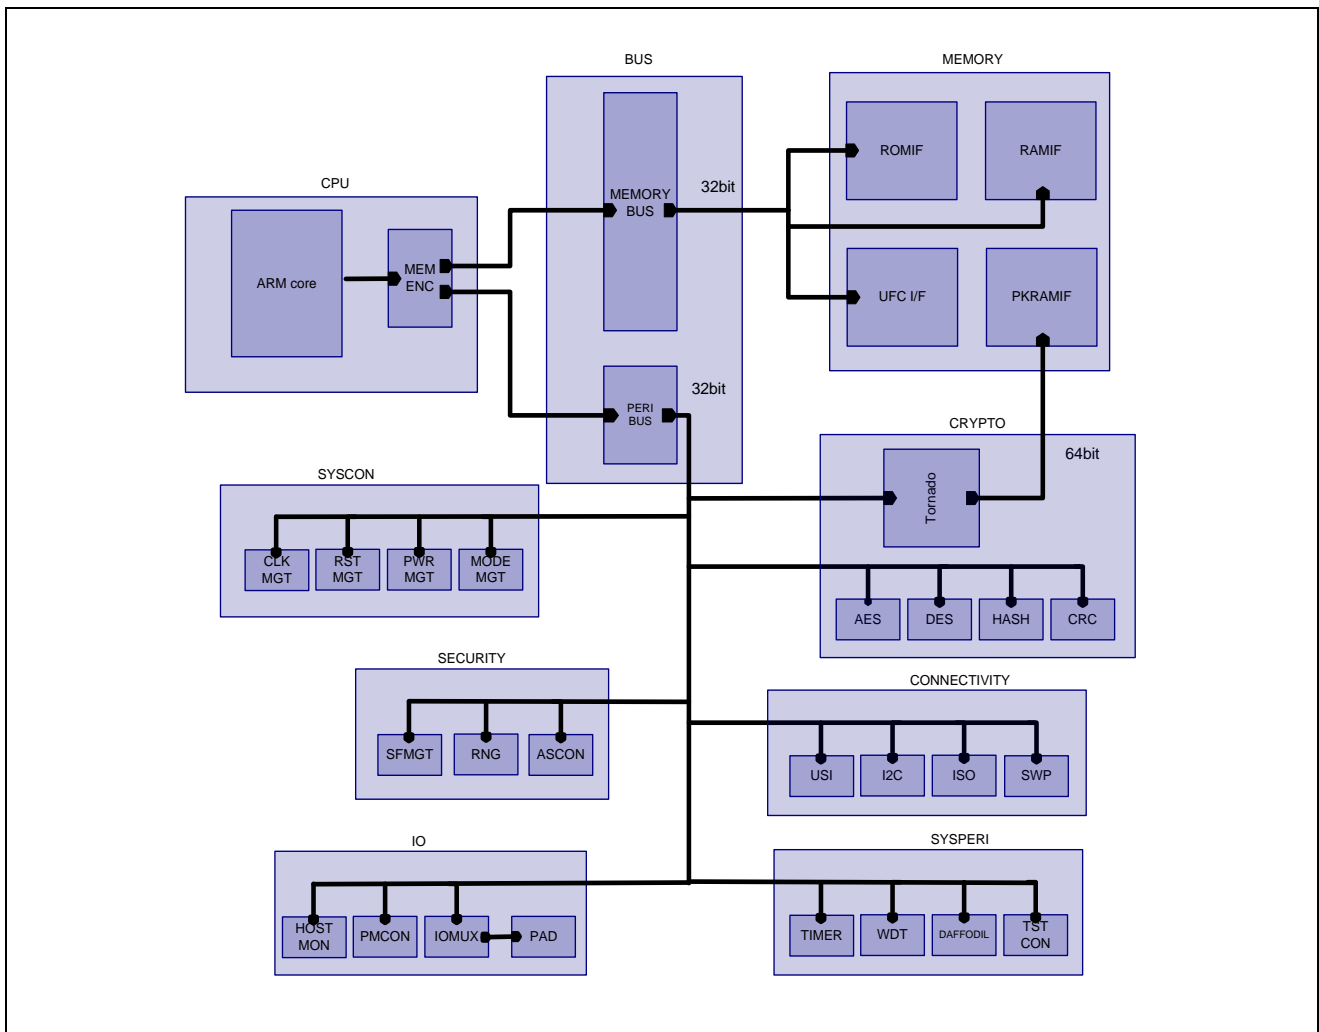 BUS
MEMORY
MEMORY
BUS
32bit
ROMIF
RAMIF
UFC I/F
PKRAMIF
CPU
ARM core
MEM
ENC
PERI
BUS
32bit
CRYPTO
64bit
Tornado
AES
DES
HASH
CRC
SYSCON
CLK
MGT
RST
MGT
PWR
MGT
MODE
MGT
SECURITY
SFMGT
RNG
ASCON
CONNECTIVITY
USI
I2C
ISO
SWP
IO
HOST
MON
PMCON
IOMUX
PAD
SYSPERI
TIMER
WDT
DAFFODIL
TST
CON